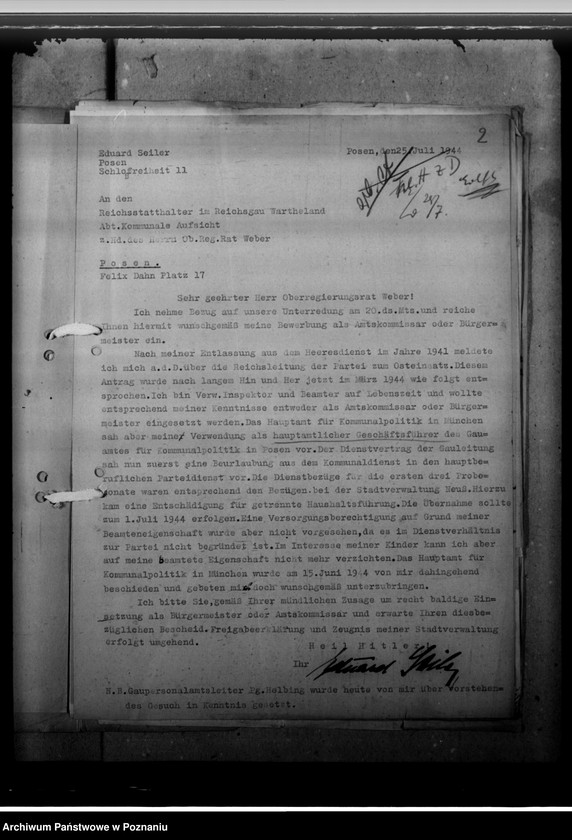 2
Eduard Seiler
Posen, den 25. Juli 1944
Posen
Schloßfreiheit 11
An den
Reichsstatthalter im Reichsgau Wartheland
Abt. Kommunale Aufsicht
z.Hd.des Herrn Ob.Reg.Rat Weber
P o s e n .
Felix Dahn Platz 17
Sehr geehrter Herr Oberregierungsrat Weber!
Ich nehme Bezug auf unsere Unterredung am 20.ds.Mts.und reiche
Ihnen hiermit wunschgemäß meine Bewerbung als Amtskommissar oder Bürger=
meister ein.
Nach meiner Entlassung aus dem Heeresdienst im Jahre 1941 meldete
ich mich a.d.D.über die Reichsleitung der Partei zum Osteinsatz.Diesem
Antrag wurde nach langem Hin und Her jetzt im März 1944 wie folgt ent=
sprochen.Ich bin Verw.Inspektor und Beamter auf Lebenszeit und wollte
entsprechend meiner Kenntnisse entweder als Amtskommissar oder Bürger=
meister eingesetzt werden.Das Hauptamt für Kommunalpolitik in München
sah aber meine Verwendung als hauptamtlicher Geschäftsführer des Gau=
amtes für Kommunalpolitik in Posen vor.Der Dienstvertrag der Gauleitung
sah nun zuerst eine Beurlaubung aus dem Kommunaldienst in den hauptbe=
ruflichen Parteidienst vor.Die Dienstbezüge für die ersten drei Probe=
monate waren entsprechend den Bezügen.bei der Stadtverwaltung Neuß.Hierzu
kam eine Entschädigung für getrennte Haushaltsführung.Die Übernahme sollte
zum 1.Juli 1944 erfolgen.Eine Versorgungsberechtigung auf Grund meiner
Beamteneigenschaft wurde aber nicht vorgesehen,da es im Dienstverhältnis
zur Partei nicht begründet ist.Im Interesse meiner Kinder kann ich aber
auf meine beamtete Eigenschaft nicht mehr verzichten.Das Hauptamt für
Kommunalpolitik in München wurde am 15.Juni 1944 von mir dahingehend
beschieden und gebeten mich doch wunschgemäß unterzubringen.
Ich bitte Sie,gemäß Ihrer mündlichen Zusage um recht baldige Ein=
setzung als Bürgermeister oder Amtskommissar und erwarte Ihren diesbe=
züglichen Bescheid.Freigabeerklärung und Zeugnis meiner Stadtverwaltung
erfolgt umgehend.
H e i l H i t l e r
Ihr Eduard Seiler
N.B.Gaupersonalamtsleiter Pg.Helbing wurde heute von mir über vorstehen=
des Gesuch in Kenntnis gesetzt.
Archiwum Państwowe w Poznaniu